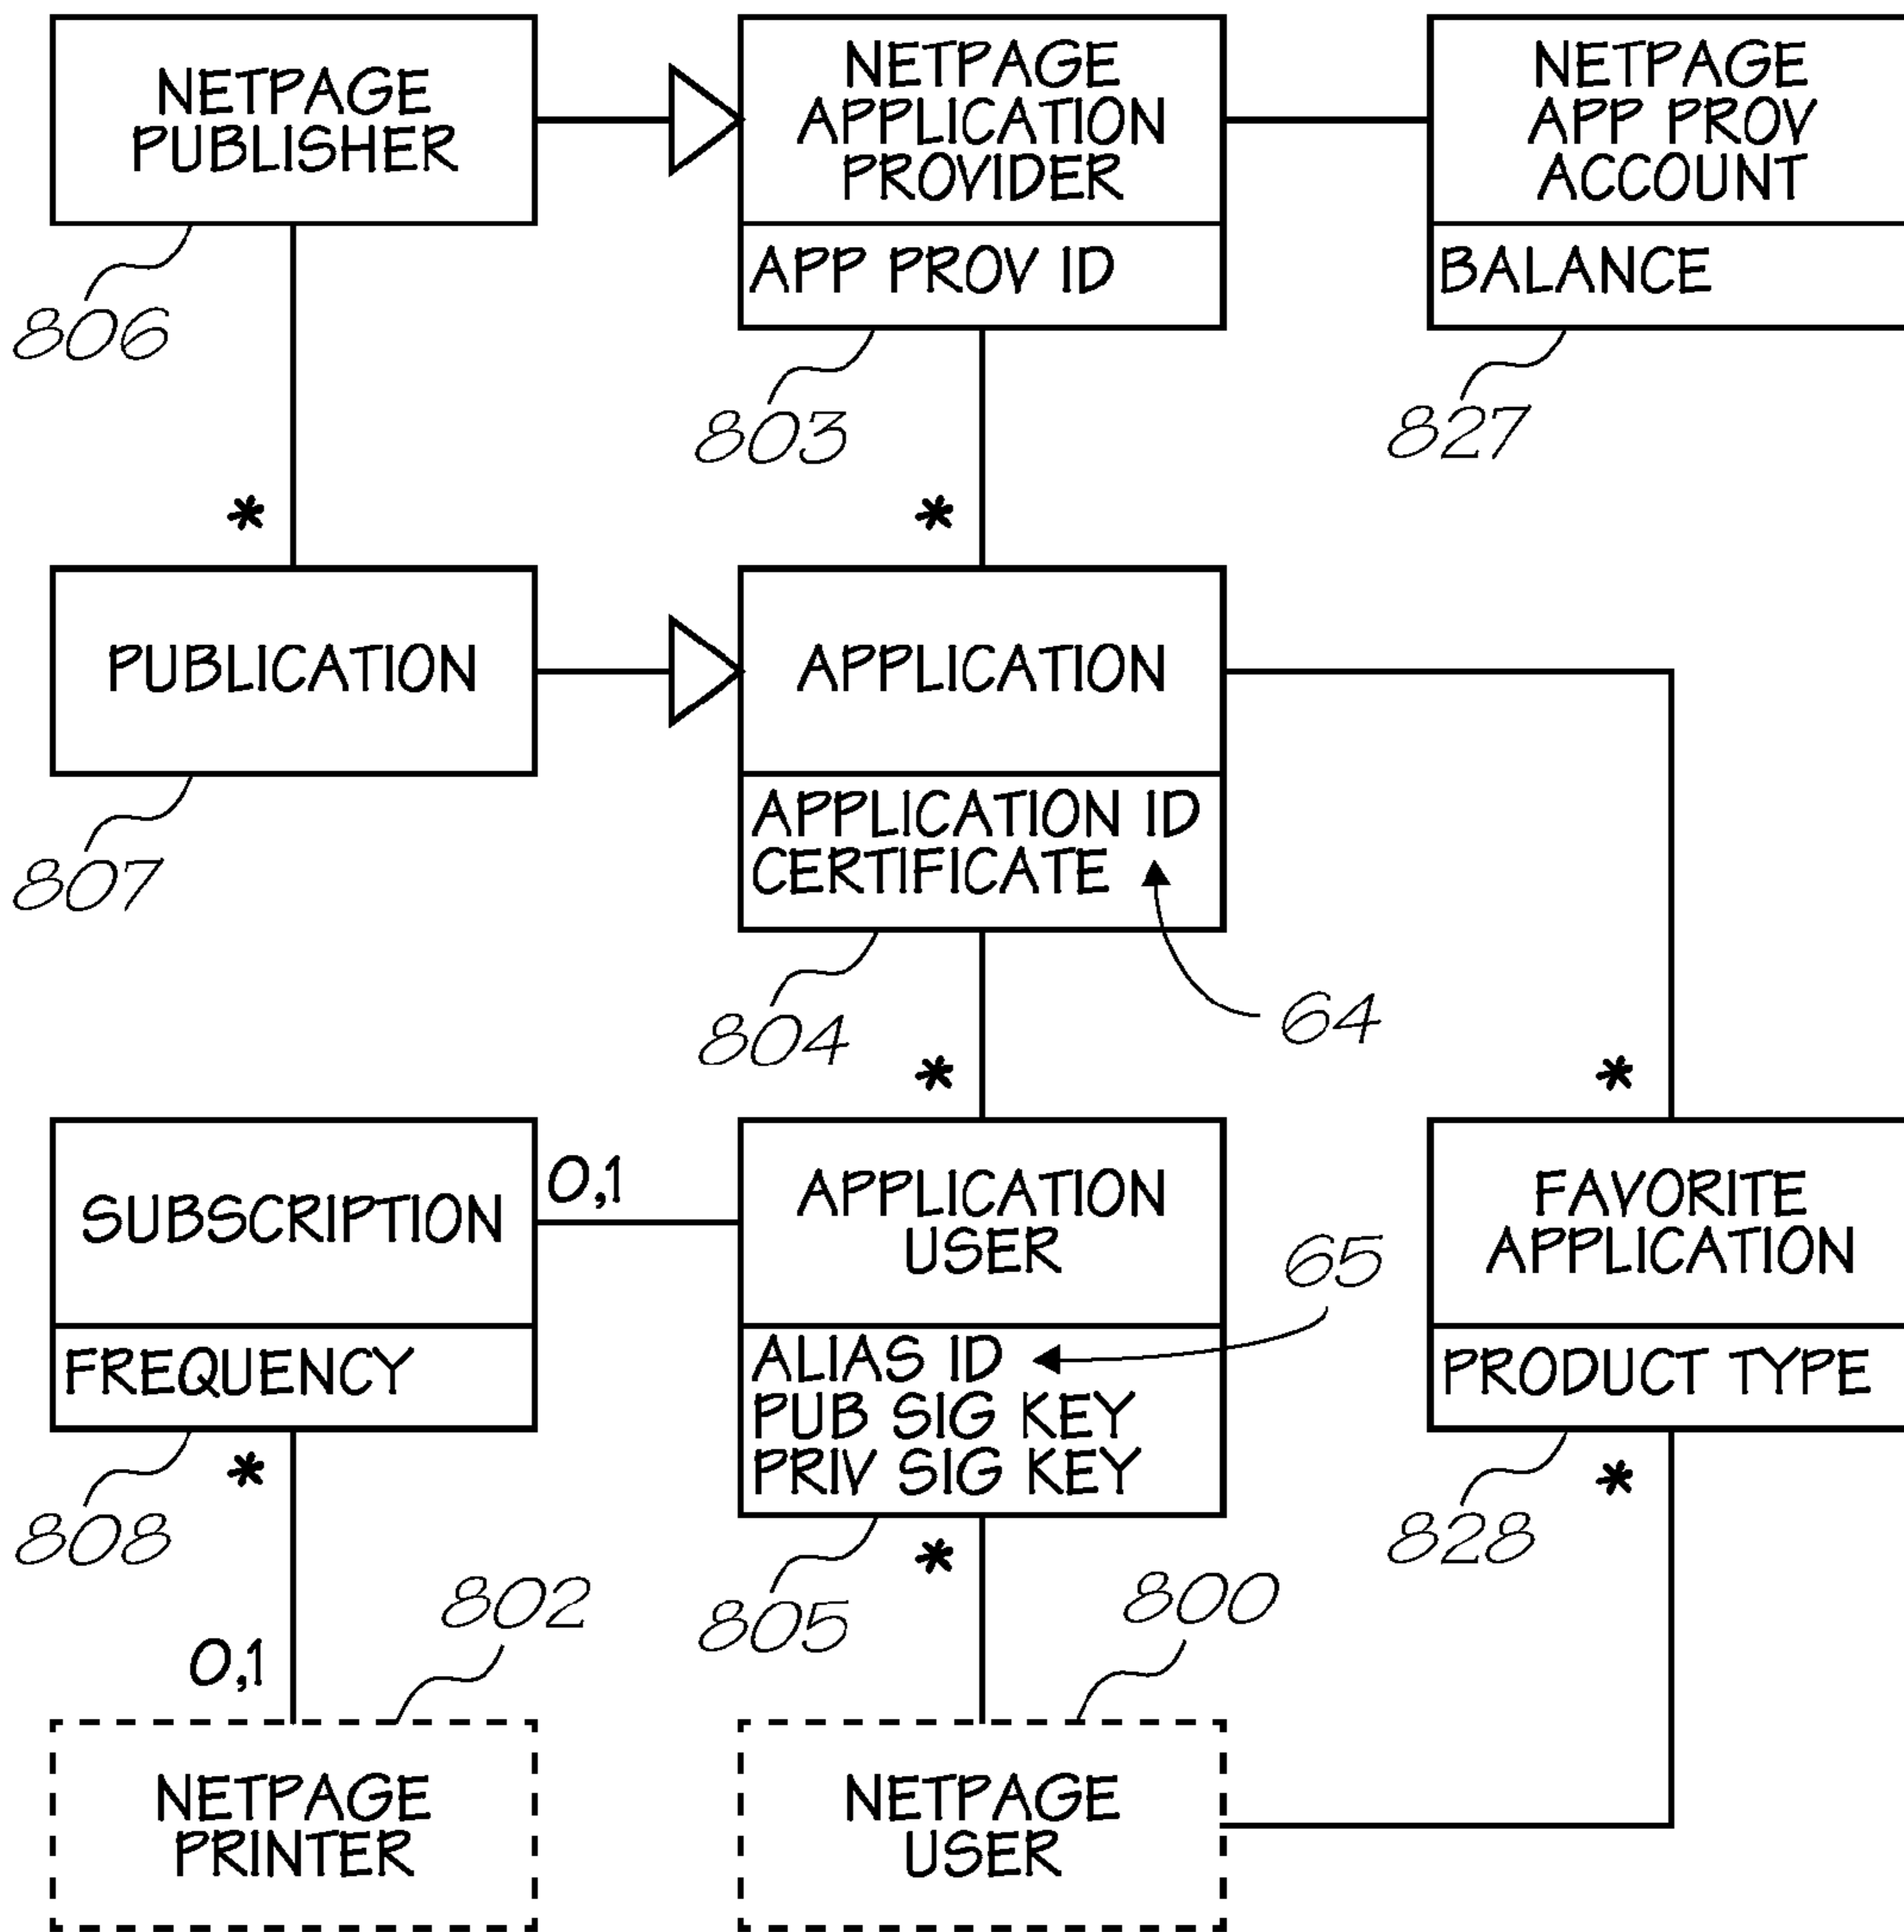 NETPAGE
PUBLISHER
NETPAGE
APPLICATION
PROVIDER
APP PROV ID
NETPAGE
APP PROV
ACCOUNT
BALANCE
806
803
827
*
*
PUBLICATION
APPLICATION
APPLICATION ID
CERTIFICATE
807
804
64
*
*
SUBSCRIPTION
FREQUENCY
0,1
APPLICATION
USER
ALIAS ID
PUB SIG KEY
PRIV SIG KEY
65
FAVORITE
APPLICATION
PRODUCT TYPE
808
*
802
0,1
805
*
800
828
*
NETPAGE
PRINTER
NETPAGE
USER